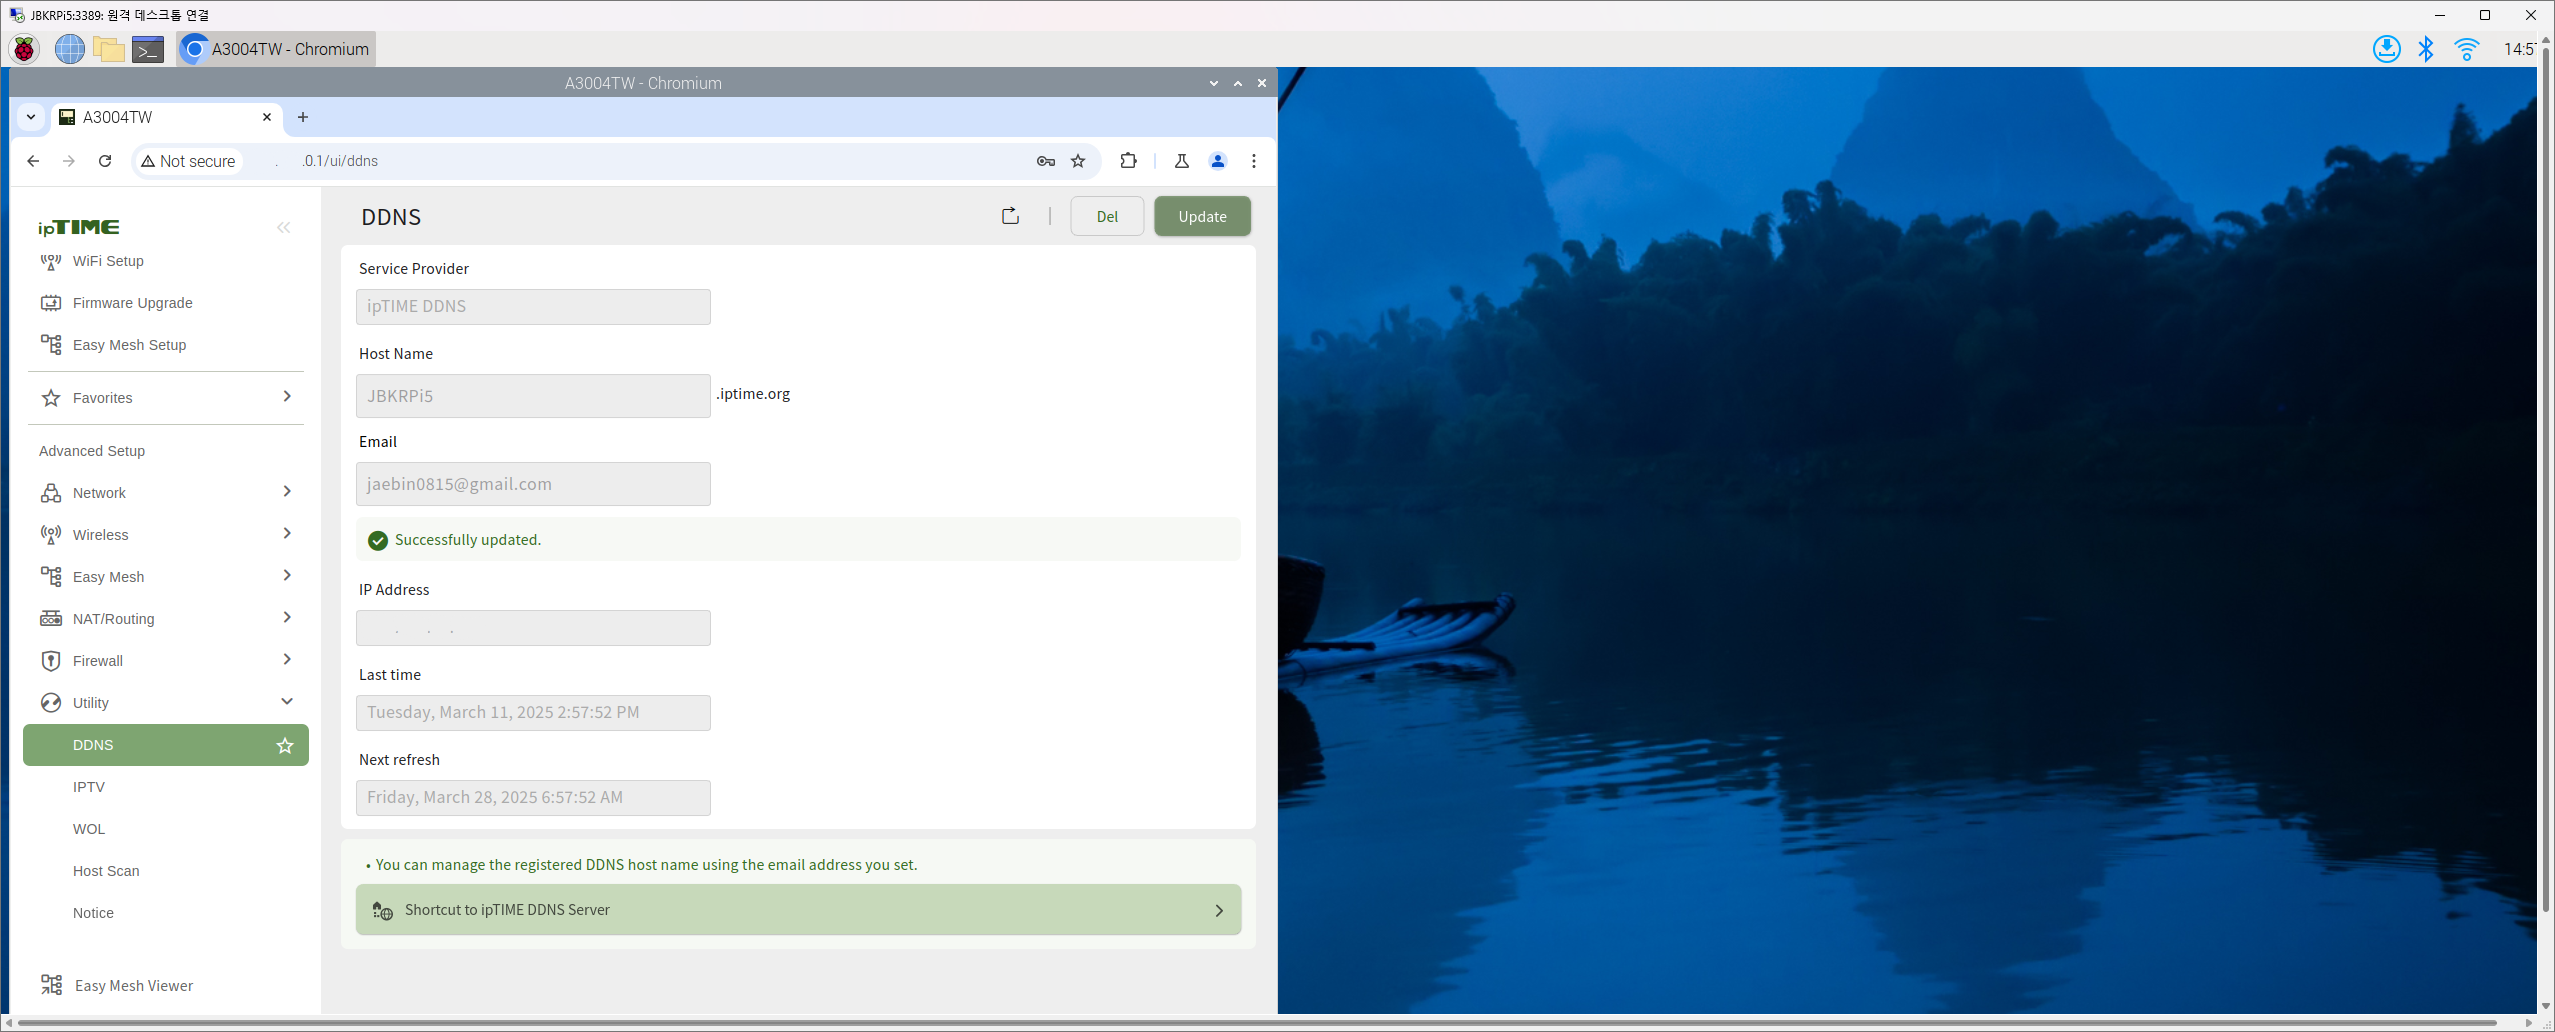 JBKRPi5:3389: 원격 데스크톱 연결
A3004TW - Chromium
14:57
A3004TW - Chromium
A3004TW
Not secure . .0.1/ui/ddns
ipTIME
WiFi Setup
Firmware Upgrade
Easy Mesh Setup
Favorites
Advanced Setup
Network
Wireless
Easy Mesh
NAT/Routing
Firewall
Utility
DDNS
IPTV
WOL
Host Scan
Notice
Easy Mesh Viewer
DDNS
Del
Update
Service Provider
ipTIME DDNS
Host Name
JBKRPi5 .iptime.org
Email
jaebin0815@gmail.com
Successfully updated.
IP Address
. . .
Last time
Tuesday, March 11, 2025 2:57:52 PM
Next refresh
Friday, March 28, 2025 6:57:52 AM
• You can manage the registered DDNS host name using the email address you set.
Shortcut to ipTIME DDNS Server